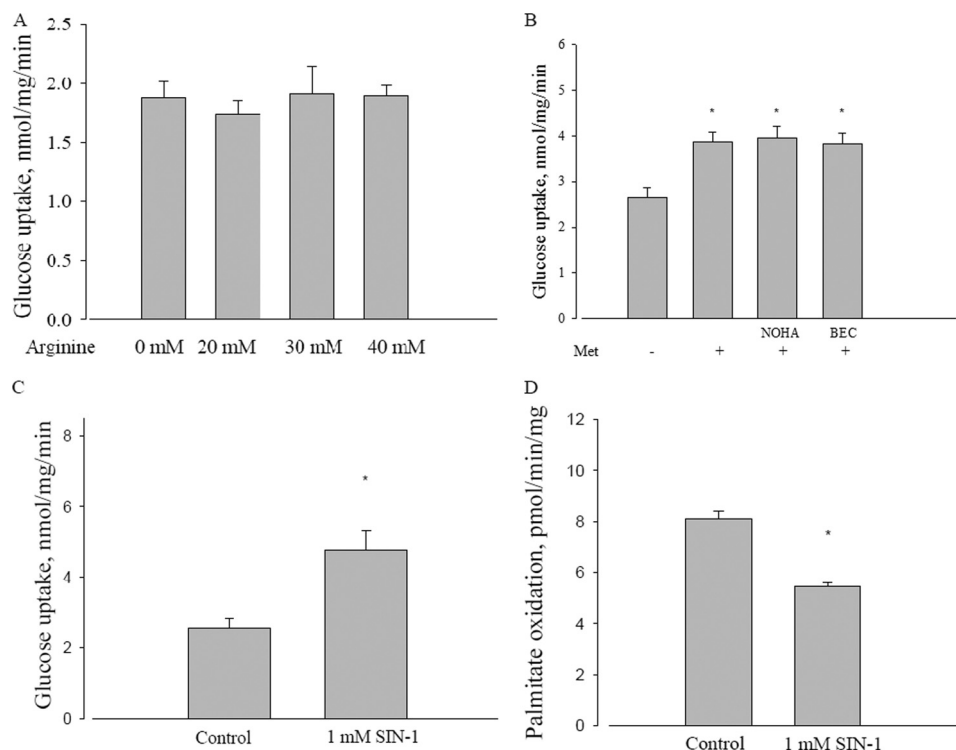 A
Glucose uptake, nmol/mg/min
2.5
2.0
1.5
1.0
0.5
0.0
Arginine 0 mM 20 mM 30 mM 40 mM
B
Glucose uptake, nmol/mg/min
6
5
4
3
2
1
0
* * *
NOHA BEC
Met - + + +
C
Glucose uptake, nmol/mg/min
8
6
4
2
0
*
Control 1 mM SIN-1
D
Palmitate oxidation, pmol/min/mg
12
10
8
6
4
2
0
*
Control 1 mM SIN-1